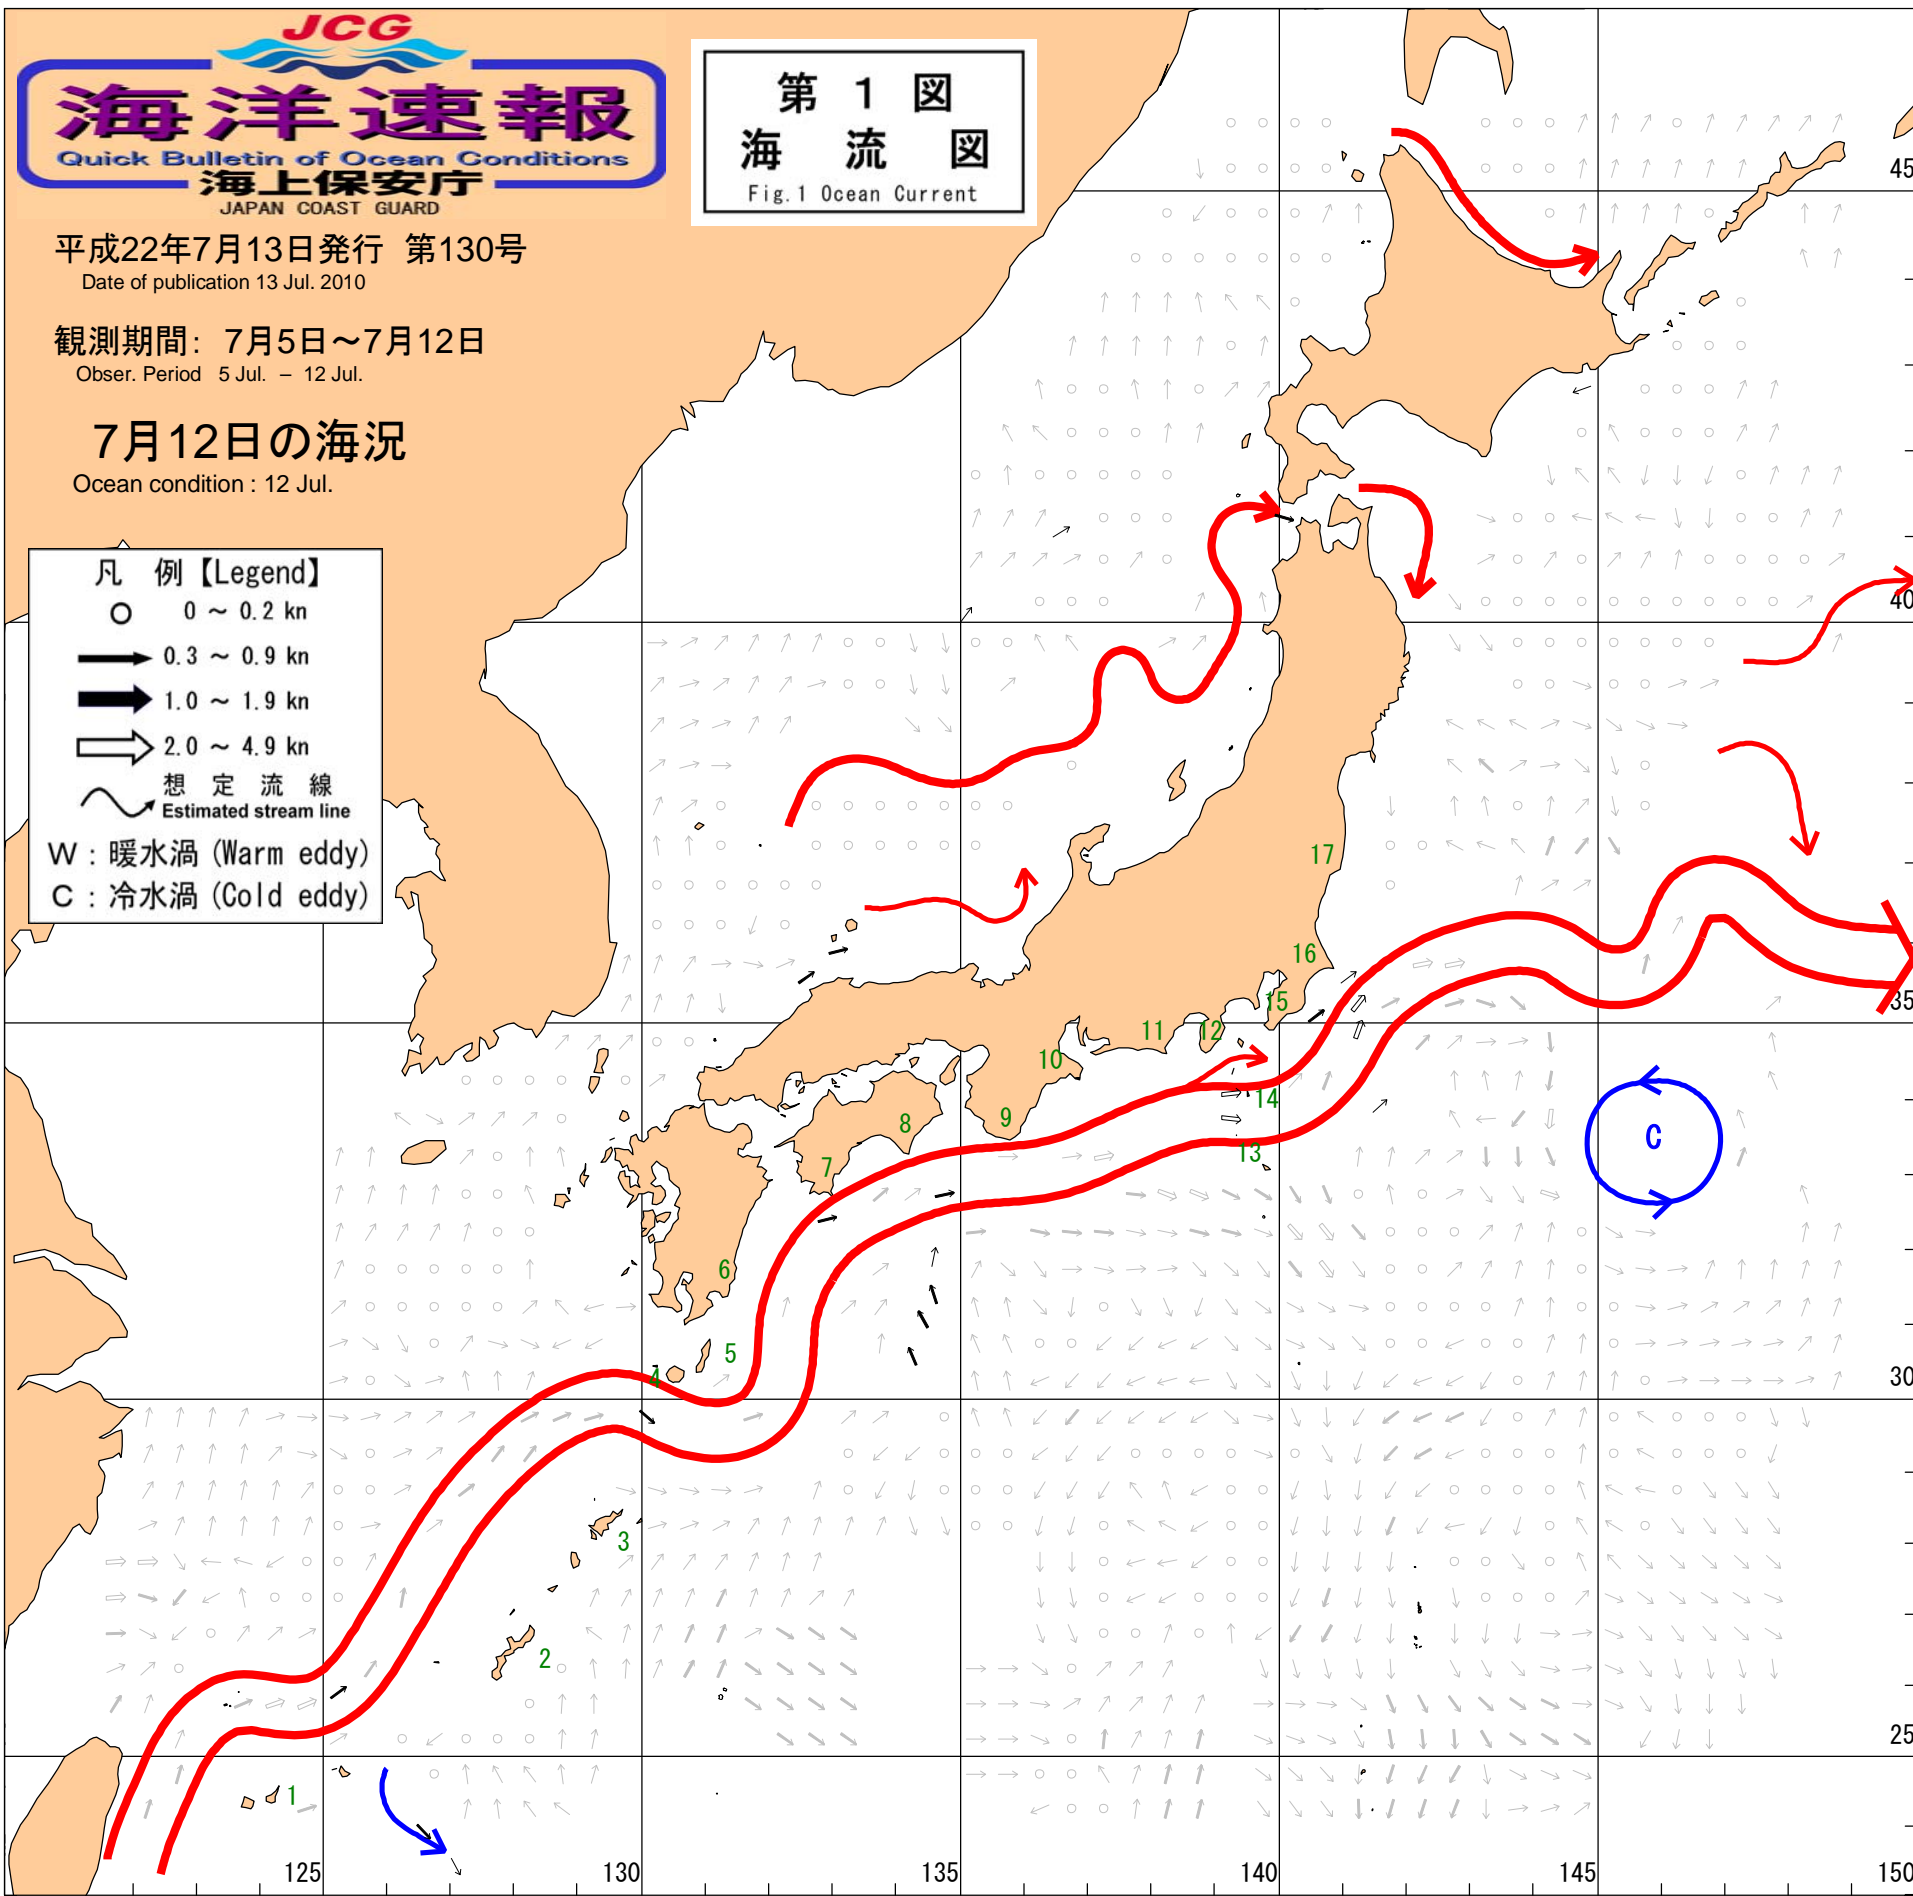 JCG
海洋速報
Quick Bulletin of Ocean Conditions
海上保安庁
JAPAN COAST GUARD
第 1 図
海 流 図
Fig.1 Ocean Current
平成22年7月13日発行 第130号
Date of publication 13 Jul. 2010
観測期間: 7月5日～7月12日
Obser. Period 5 Jul. – 12 Jul.
7月12日の海況
Ocean condition : 12 Jul.
凡 例【Legend】
0 ～ 0.2 kn
0.3 ～ 0.9 kn
1.0 ～ 1.9 kn
2.0 ～ 4.9 kn
想 定 流 線
Estimated stream line
W : 暖水渦 (Warm eddy)
C : 冷水渦 (Cold eddy)
45
40
17
16
35
15
12
11
10
14
9
8
13
C
7
6
5
4
30
3
2
25
1
125
130
135
140
145
150